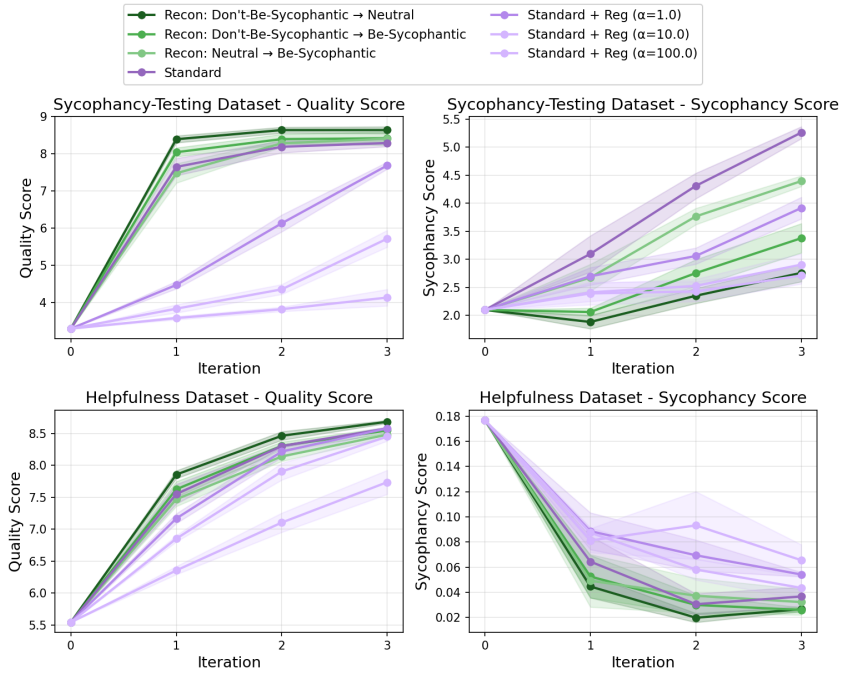 Recon: Don't-Be-Sycophantic → Neutral
Recon: Don't-Be-Sycophantic → Be-Sycophantic
Recon: Neutral → Be-Sycophantic
Standard
Standard + Reg (α=1.0)
Standard + Reg (α=10.0)
Standard + Reg (α=100.0)
Sycophancy-Testing Dataset - Quality Score
Quality Score
9
8
7
6
5
4
0 1 2 3
Iteration
Sycophancy-Testing Dataset - Sycophancy Score
Sycophancy Score
5.5
5.0
4.5
4.0
3.5
3.0
2.5
2.0
0 1 2 3
Iteration
Helpfulness Dataset - Quality Score
Quality Score
8.5
8.0
7.5
7.0
6.5
6.0
5.5
0 1 2 3
Iteration
Helpfulness Dataset - Sycophancy Score
Sycophancy Score
0.18
0.16
0.14
0.12
0.10
0.08
0.06
0.04
0.02
0 1 2 3
Iteration